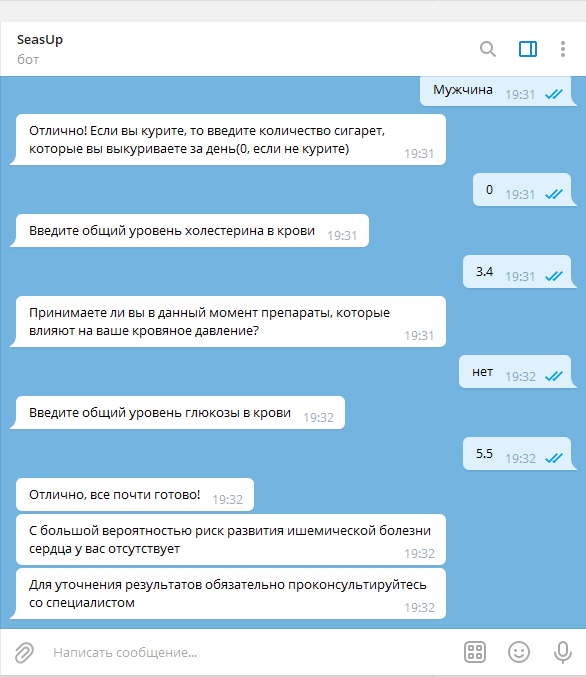 SeasUp
бот
Мужчина 19:31
Отлично! Если вы курите, то введите количество сигарет,
которые вы выкуриваете за день(0, если не курите) 19:31
0 19:31
Введите общий уровень холестерина в крови 19:31
3.4 19:31
Принимаете ли вы в данный момент препараты, которые
влияют на ваше кровяное давление? 19:31
нет 19:32
Введите общий уровень глюкозы в крови 19:32
5.5 19:32
Отлично, все почти готово! 19:32
С большой вероятностью риск развития ишемической болезни
сердца у вас отсутствует 19:32
Для уточнения результатов обязательно проконсультируйтесь
со специалистом 19:32
Написать сообщение...